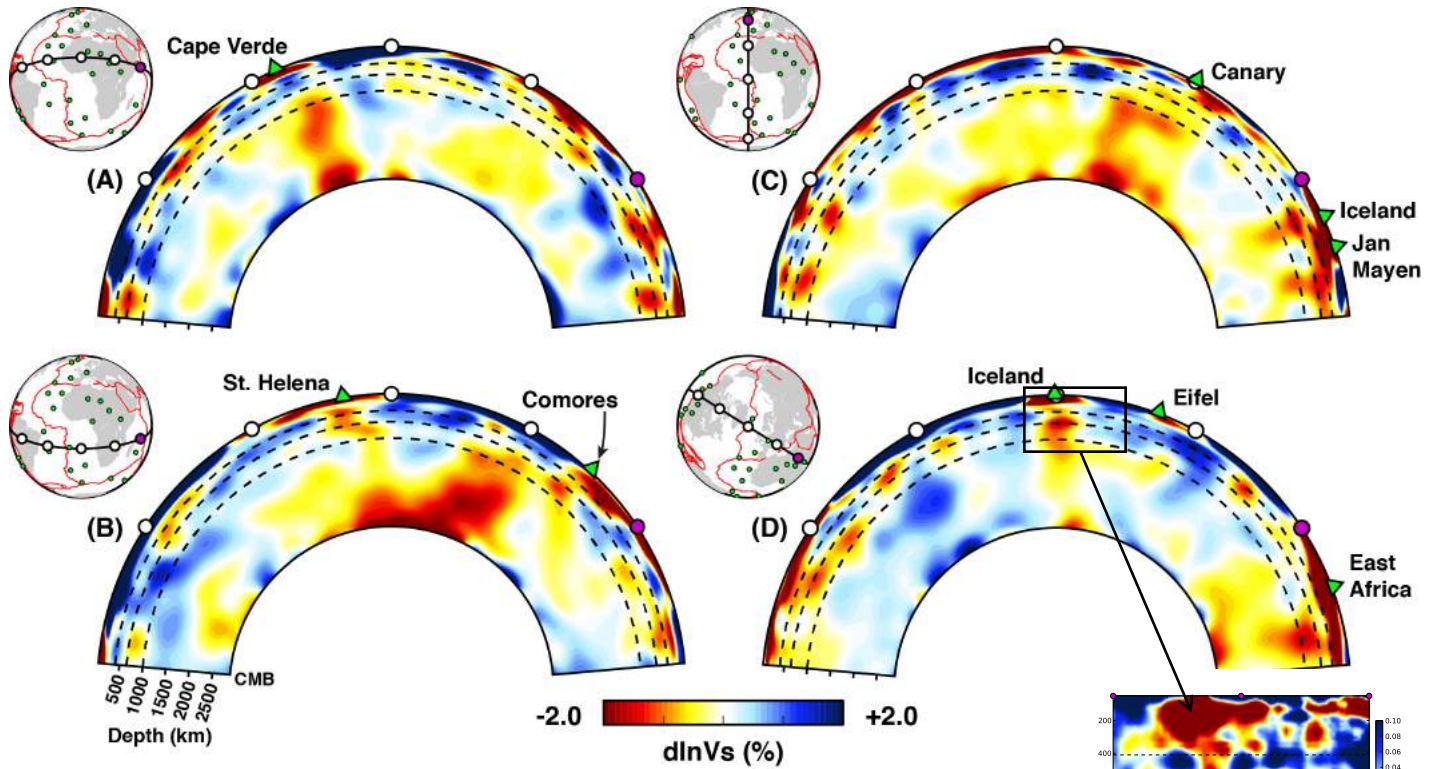 Cape Verde
(A)
Canary
Iceland
Jan
Mayen
(C)
St. Helena
Comores
(B)
500
1000
1500
2000
2500
CMB
Depth (km)
Iceland
Eifel
East
Africa
(D)
-2.0
+2.0
dlnVs (%)
200
400
0.10
0.08
0.06
0.04